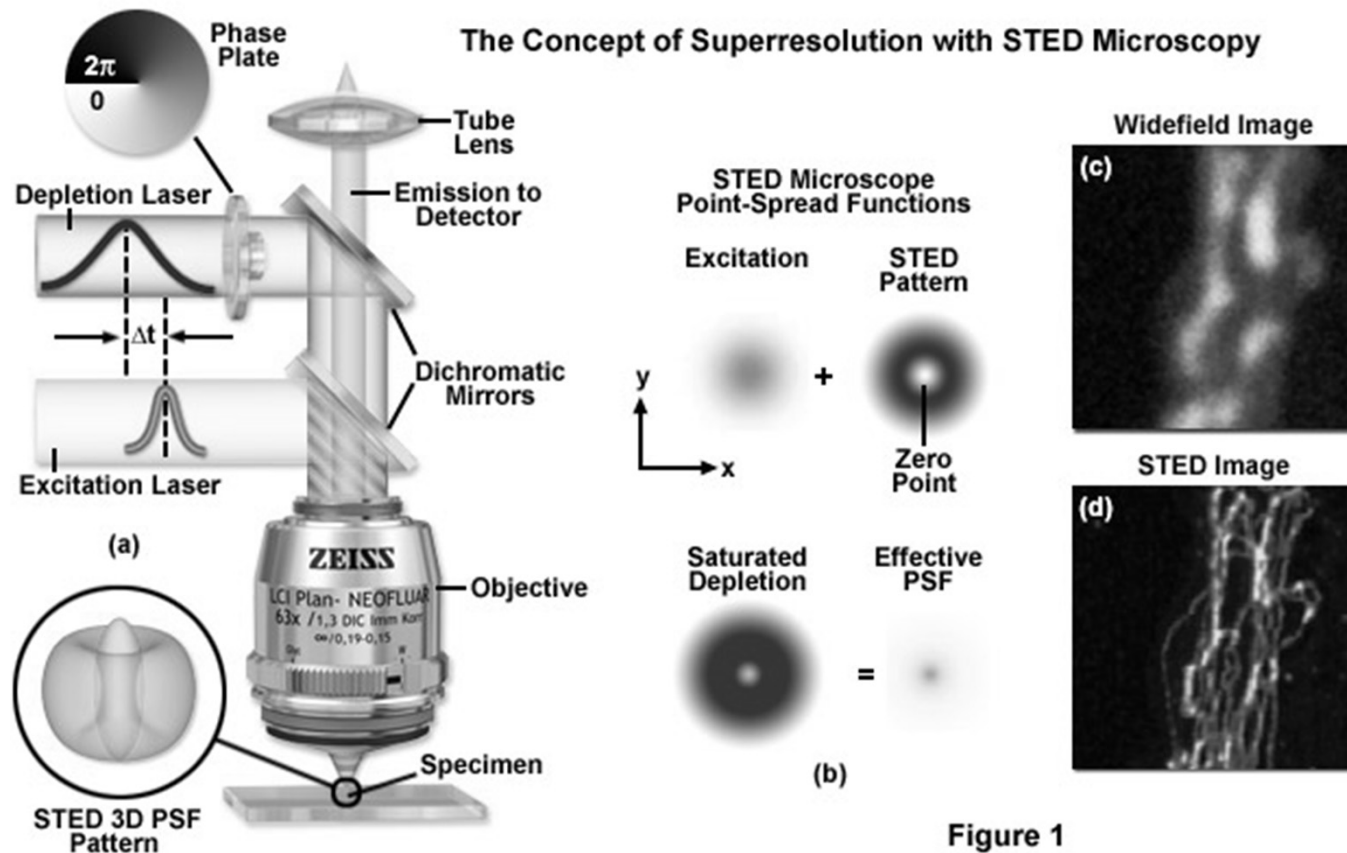 The Concept of Superresolution with STED Microscopy
Phase
Plate
2π
0
Tube
Lens
Depletion Laser
Emission to
Detector
Δt
Dichromatic
Mirrors
Excitation Laser
(a)
ZEISS
LCI Plan- NEOFLUAR
63x /1,3 DIC Imm Korr
∞/0,19-0,15
Objective
Specimen
STED 3D PSF
Pattern
STED Microscope
Point-Spread Functions
Excitation
STED
Pattern
+
y
x
Zero
Point
Saturated
Depletion
Effective
PSF
=
(b)
Widefield Image
(c)
STED Image
(d)
Figure 1